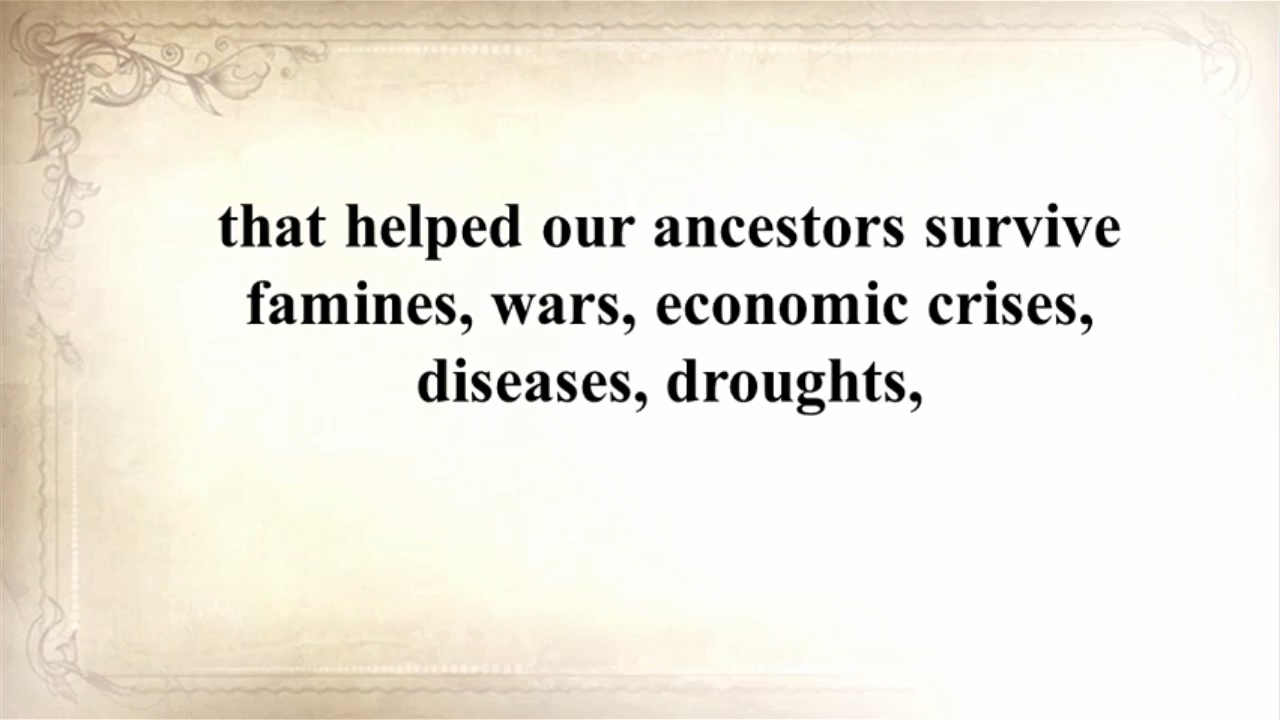 that helped our ancestors survive
famines, wars, economic crises,
diseases, droughts,